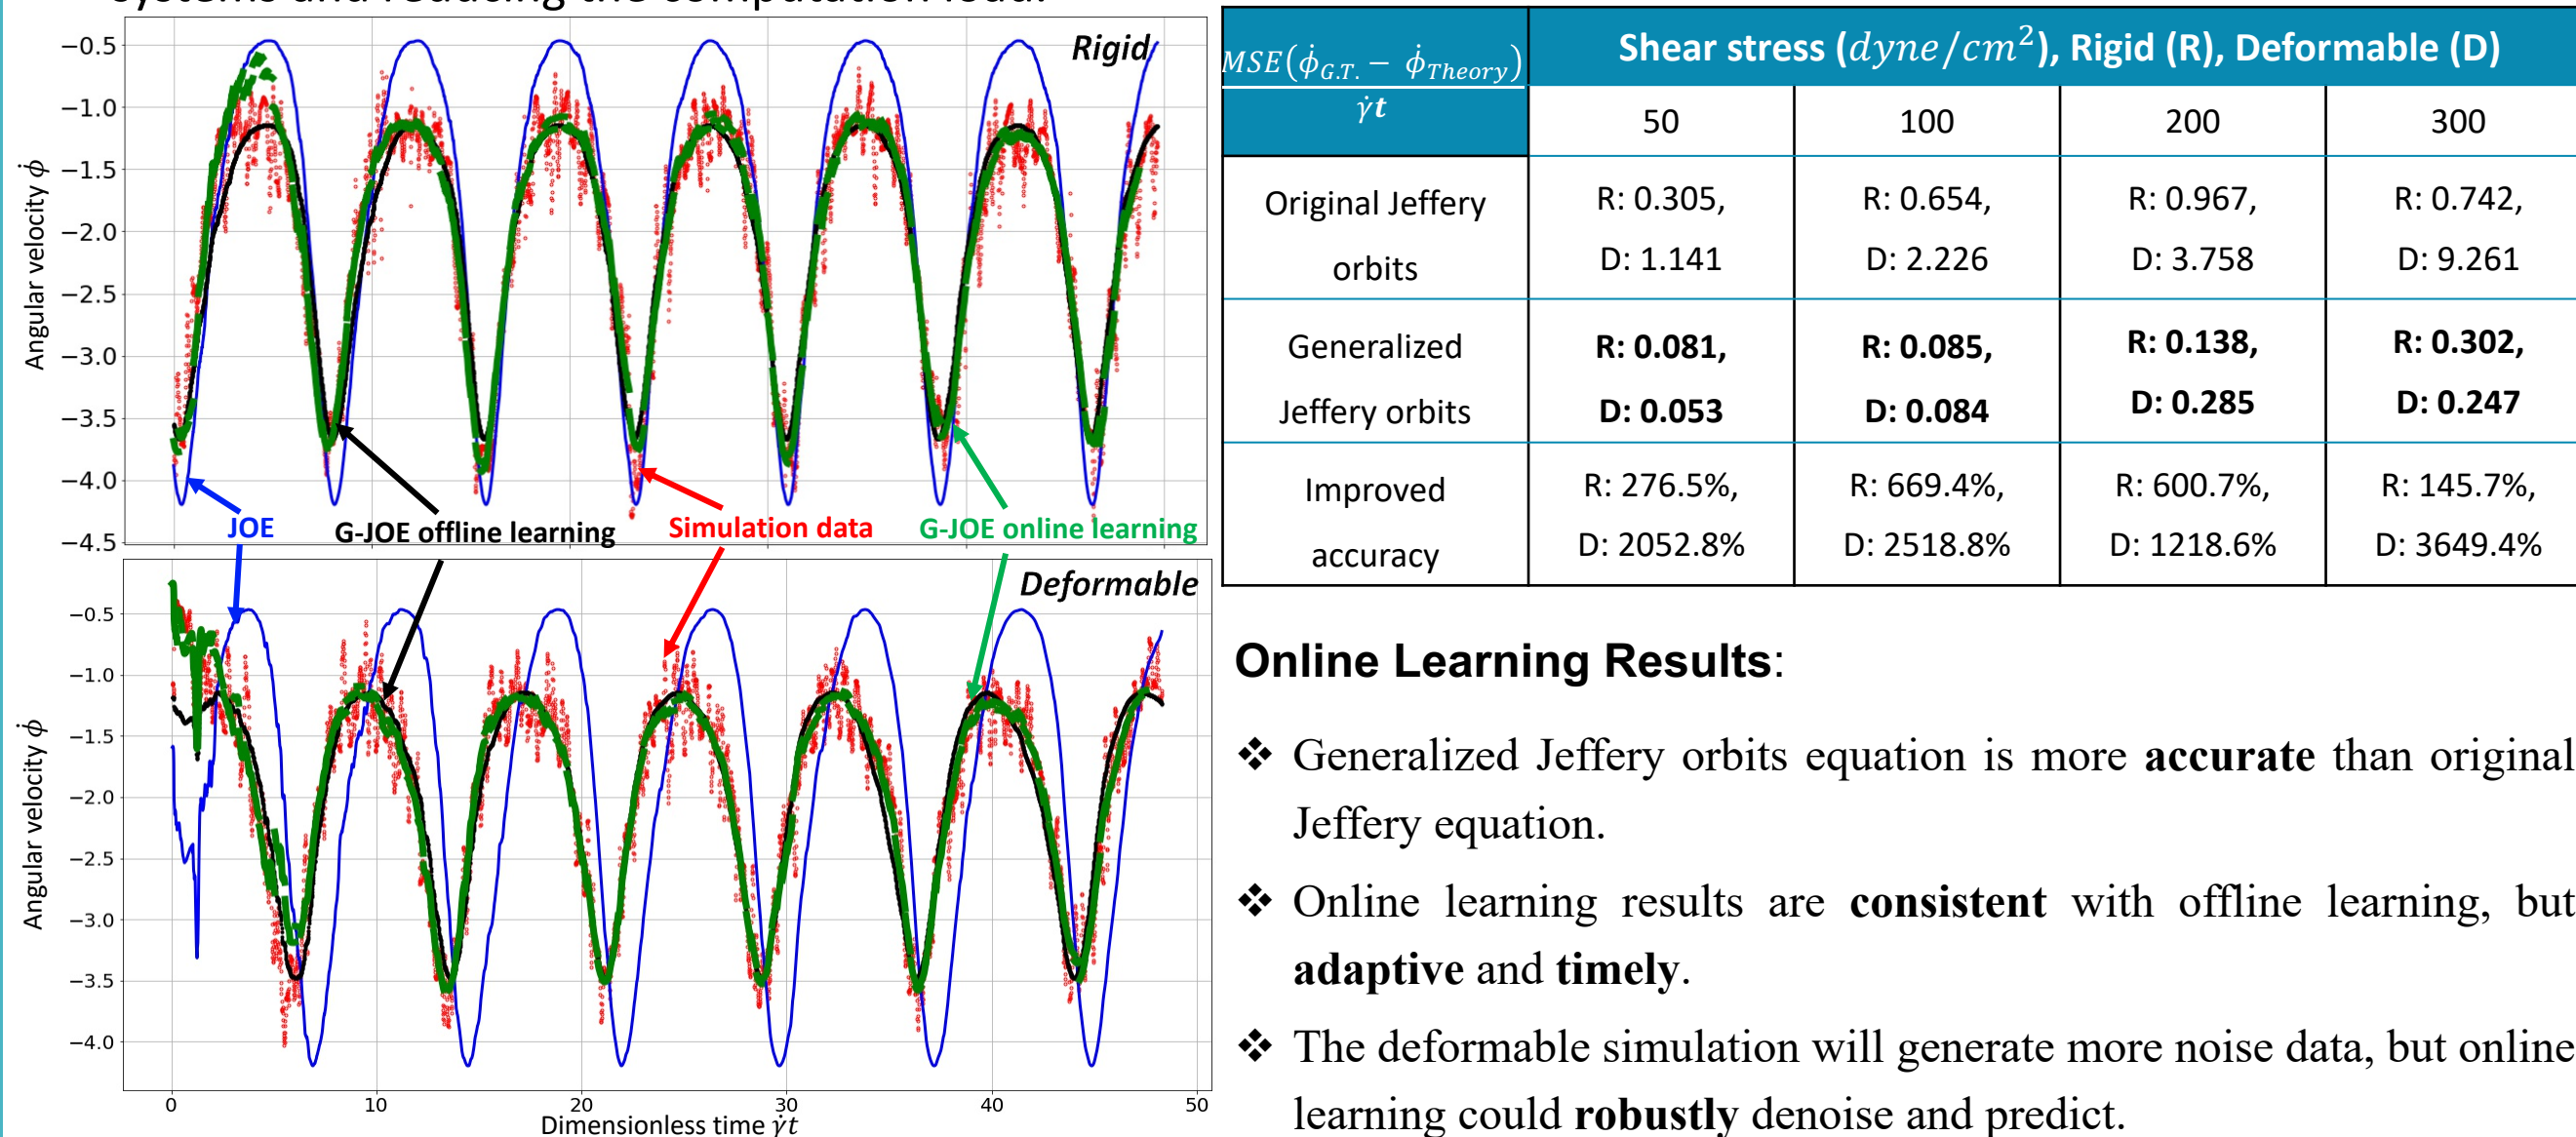 systems and reducing the computation load.
Rigid
−0.5
−1.0
−1.5
−2.0
−2.5
−3.0
−3.5
−4.0
−4.5
Angular velocity ϕ̇
JOE
G-JOE offline learning
Simulation data
G-JOE online learning
Deformable
−0.5
−1.0
−1.5
−2.0
−2.5
−3.0
−3.5
−4.0
Angular velocity ϕ̇
0 10 20 30 40 50
Dimensionless time γ̇t
MSE(ϕ̇G.T. − ϕ̇Theory)
γ̇t
Shear stress (dyne/cm²), Rigid (R), Deformable (D)
50 100 200 300
Original Jeffery
orbits
R: 0.305,
D: 1.141
R: 0.654,
D: 2.226
R: 0.967,
D: 3.758
R: 0.742,
D: 9.261
Generalized
Jeffery orbits
R: 0.081,
D: 0.053
R: 0.085,
D: 0.084
R: 0.138,
D: 0.285
R: 0.302,
D: 0.247
Improved
accuracy
R: 276.5%,
D: 2052.8%
R: 669.4%,
D: 2518.8%
R: 600.7%,
D: 1218.6%
R: 145.7%,
D: 3649.4%
Online Learning Results:
❖ Generalized Jeffery orbits equation is more accurate than original
Jeffery equation.
❖ Online learning results are consistent with offline learning, but
adaptive and timely.
❖ The deformable simulation will generate more noise data, but online
learning could robustly denoise and predict.